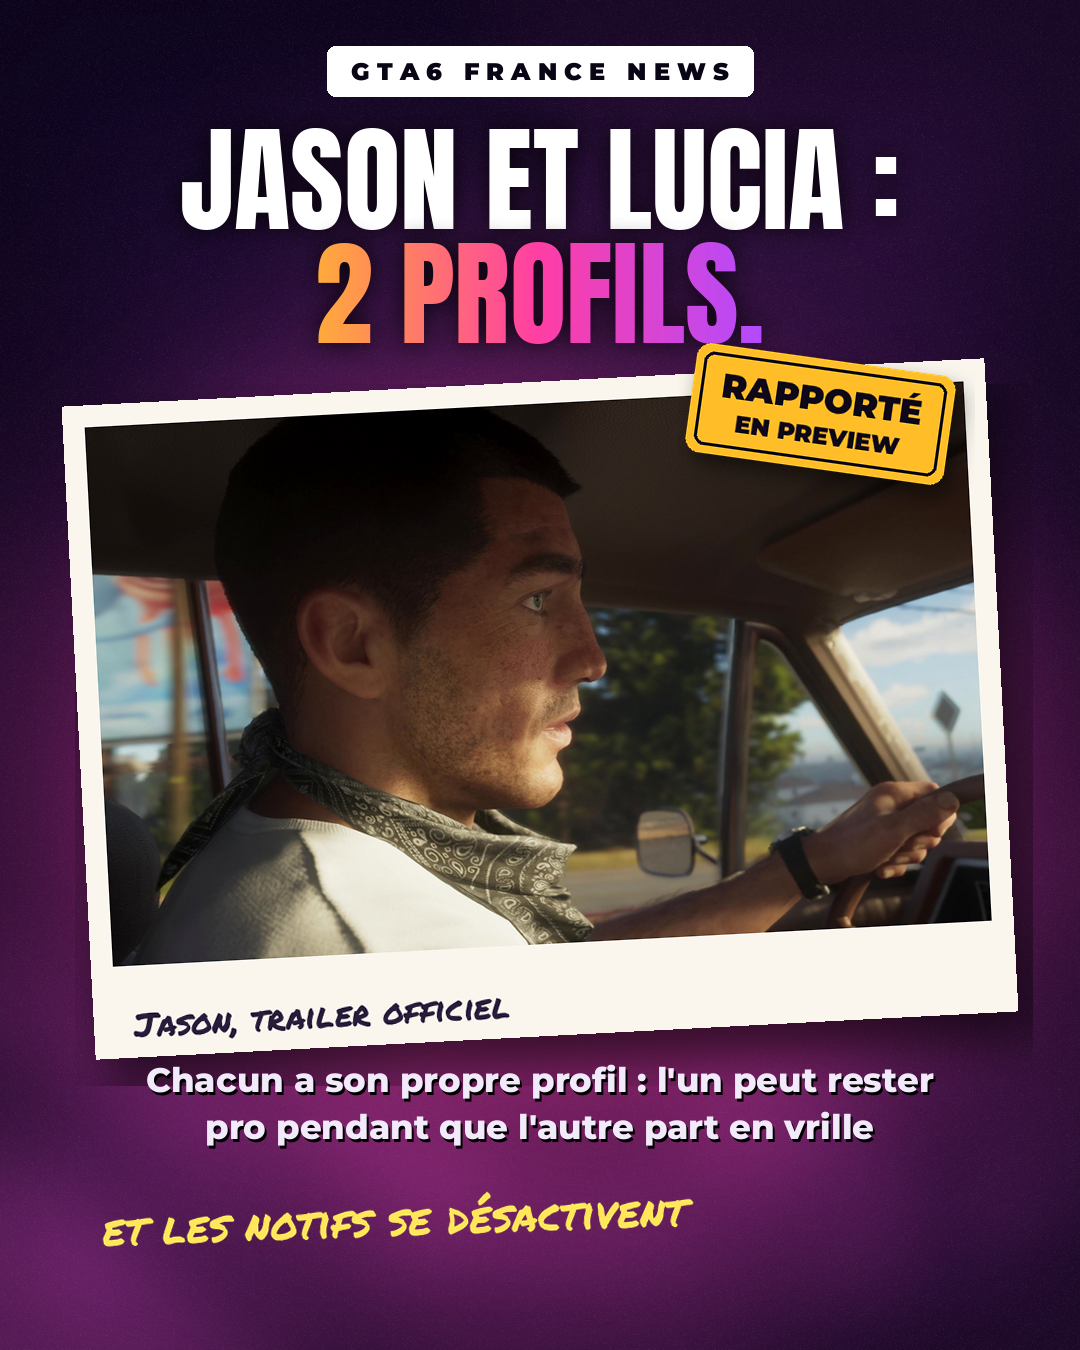 GTA6 FRANCE NEWS
JASON ET LUCIA :
2 PROFILS.
RAPPORTÉ
EN PREVIEW
JASON, TRAILER OFFICIEL
Chacun a son propre profil : l'un peut rester
pro pendant que l'autre part en vrille
ET LES NOTIFS SE DÉSACTIVENT